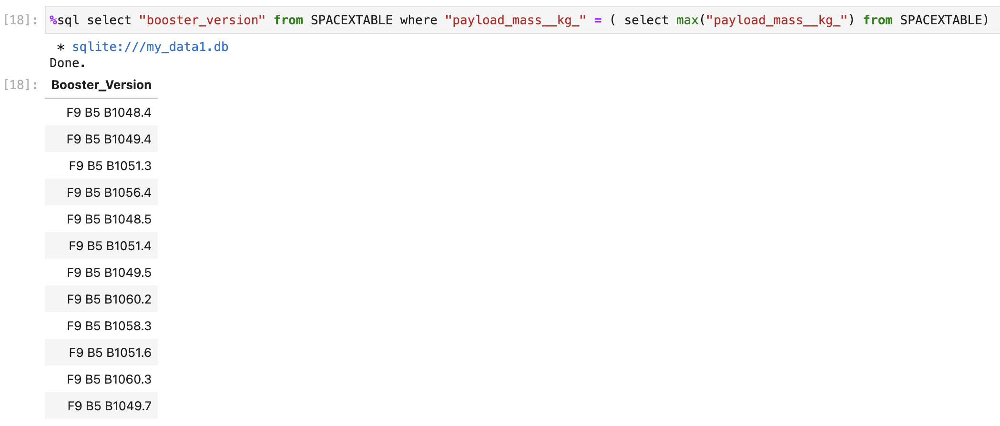 [18]: %sql select "booster_version" from SPACEXTABLE where "payload_mass__kg_" = ( select max("payload_mass__kg_") from SPACEXTABLE)
* sqlite:///my_data1.db
Done.
[18]: Booster_Version
F9 B5 B1048.4
F9 B5 B1049.4
F9 B5 B1051.3
F9 B5 B1056.4
F9 B5 B1048.5
F9 B5 B1051.4
F9 B5 B1049.5
F9 B5 B1060.2
F9 B5 B1058.3
F9 B5 B1051.6
F9 B5 B1060.3
F9 B5 B1049.7